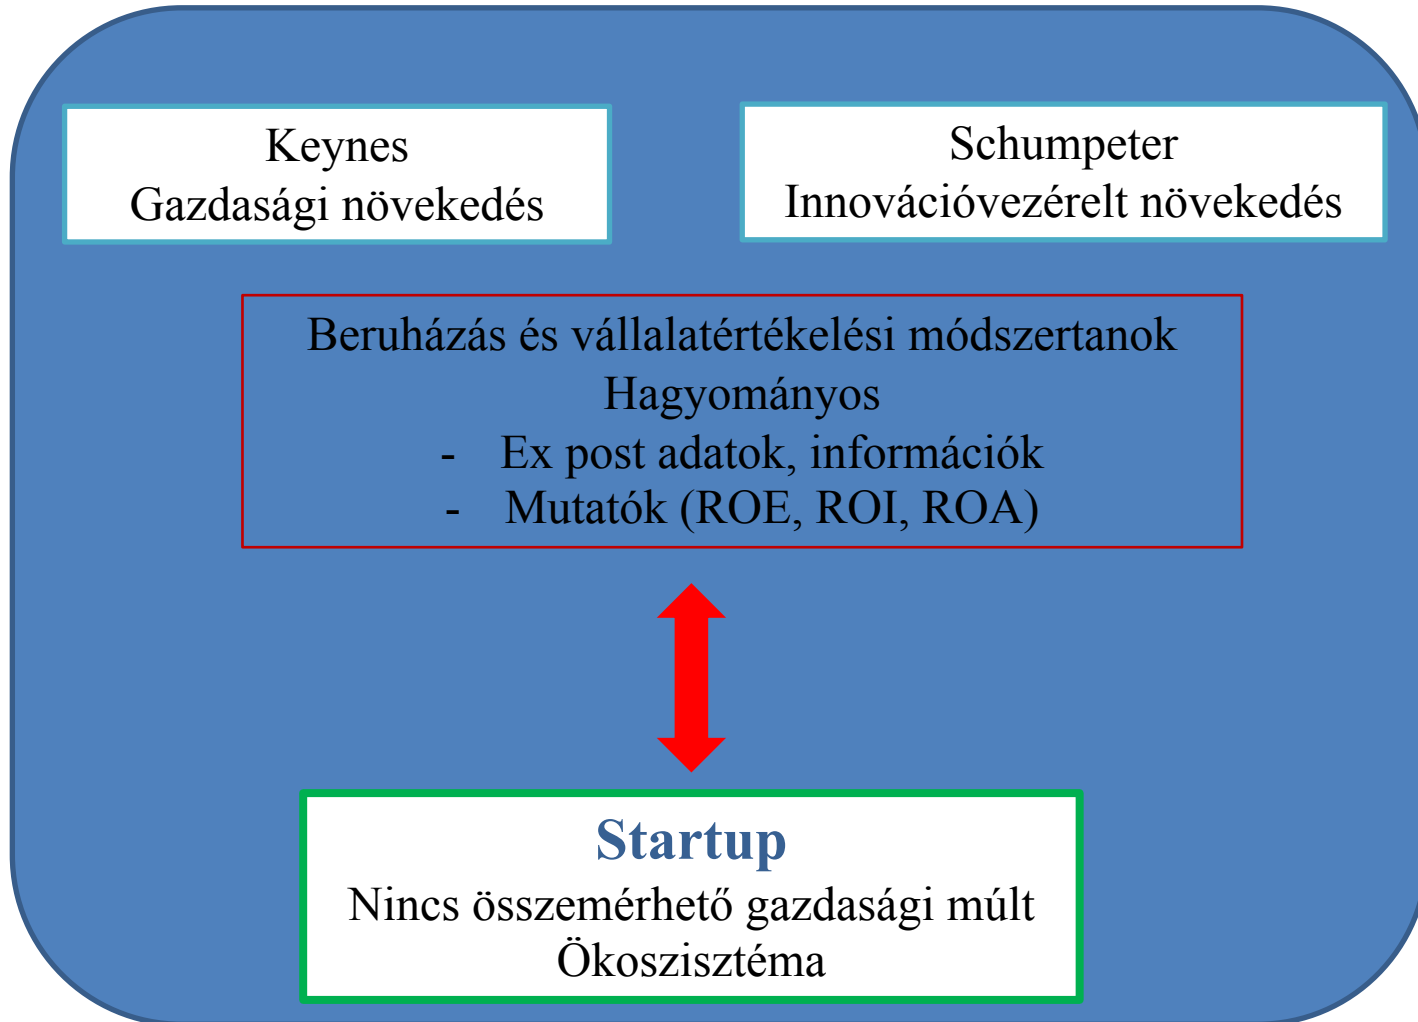 Keynes
Gazdasági növekedés
Schumpeter
Innovációvezérelt növekedés
Beruházás és vállalatértékelési módszertanok
Hagyományos
- Ex post adatok, információk
- Mutatók (ROE, ROI, ROA)
Startup
Nincs összemérhető gazdasági múlt
Ökoszisztéma